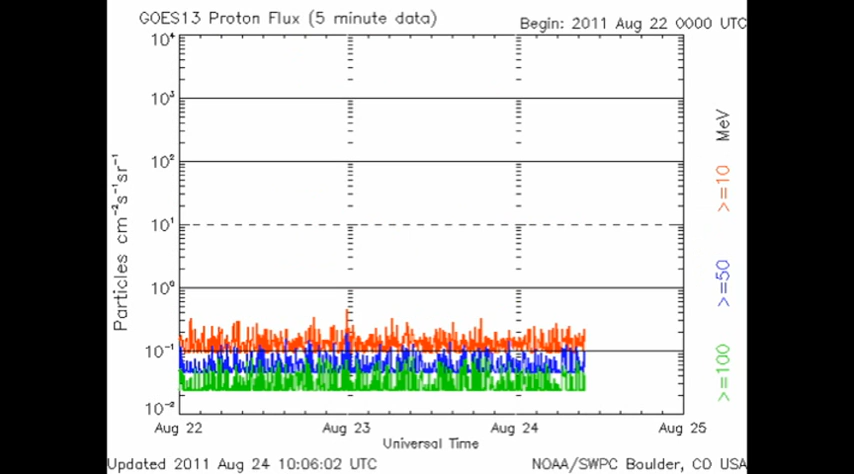 GOES13 Proton Flux (5 minute data)
Begin: 2011 Aug 22 0000 UTC
10⁴
10³
10²
10¹
10⁰
10⁻¹
10⁻²
Particles cm⁻²s⁻¹sr⁻¹
MeV
>=10
>=50
>=100
Aug 22
Aug 23
Aug 24
Aug 25
Universal Time
Updated 2011 Aug 24 10:06:02 UTC
NOAA/SWPC Boulder, CO USA